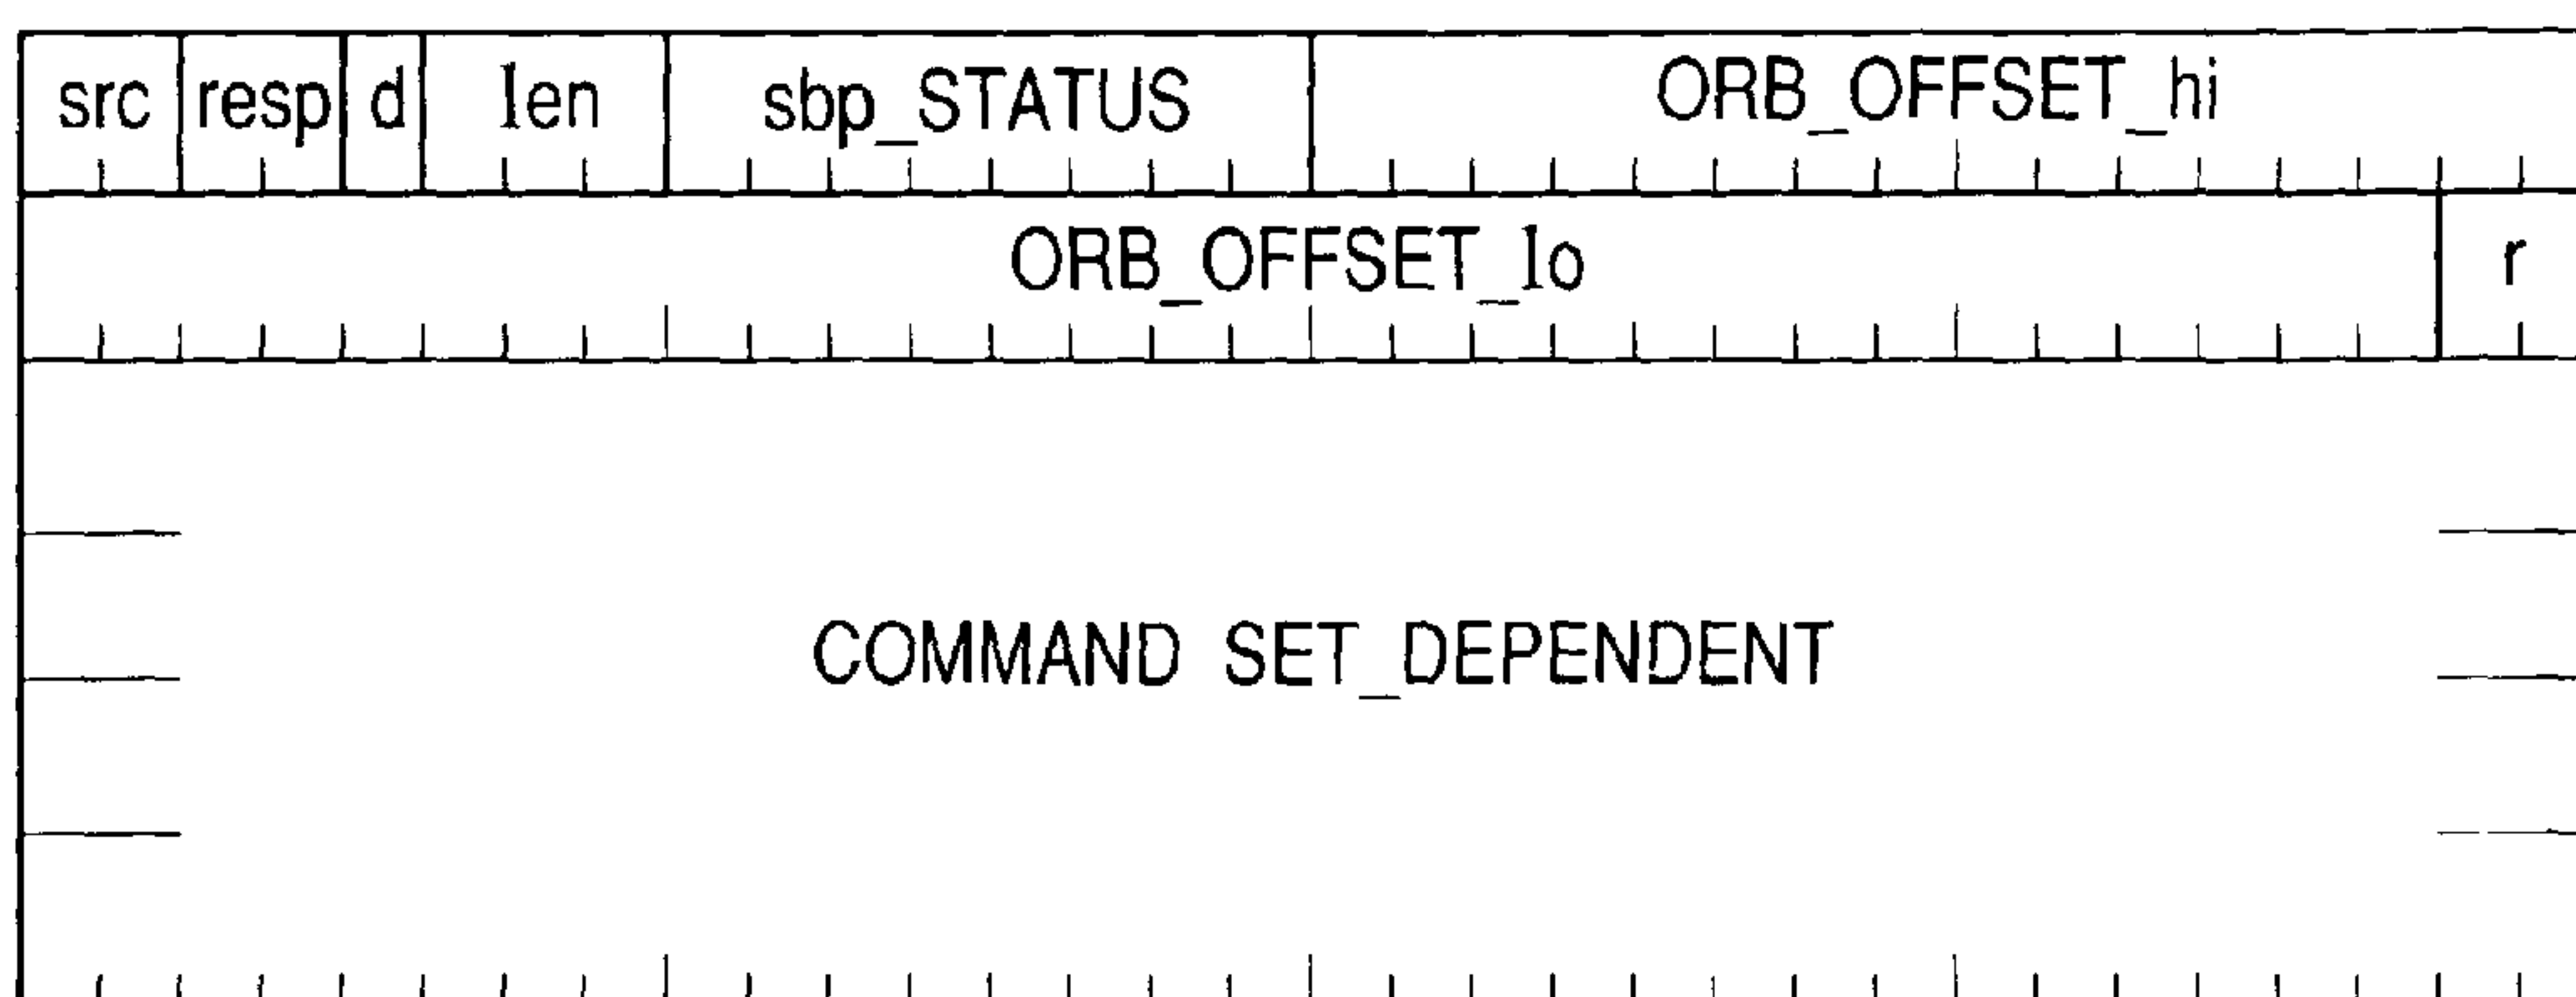 src resp d len sbp_STATUS ORB_OFFSET_hi
ORB_OFFSET_lo r
COMMAND SET_DEPENDENT